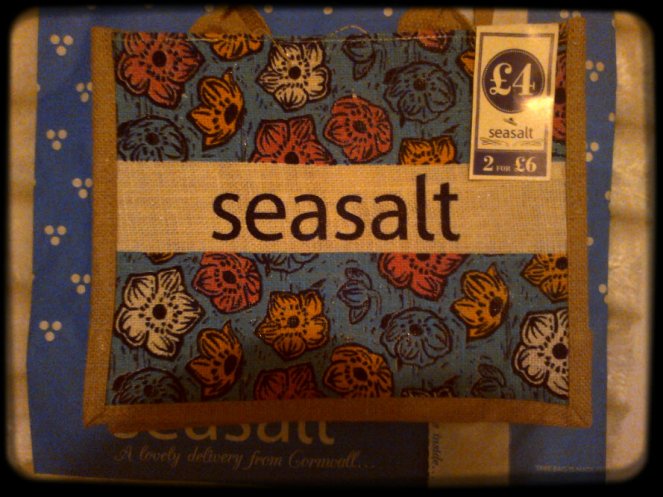 £4
seasalt
2 FOR £6
seasalt
seasalt
A lovely delivery from Cornwall...